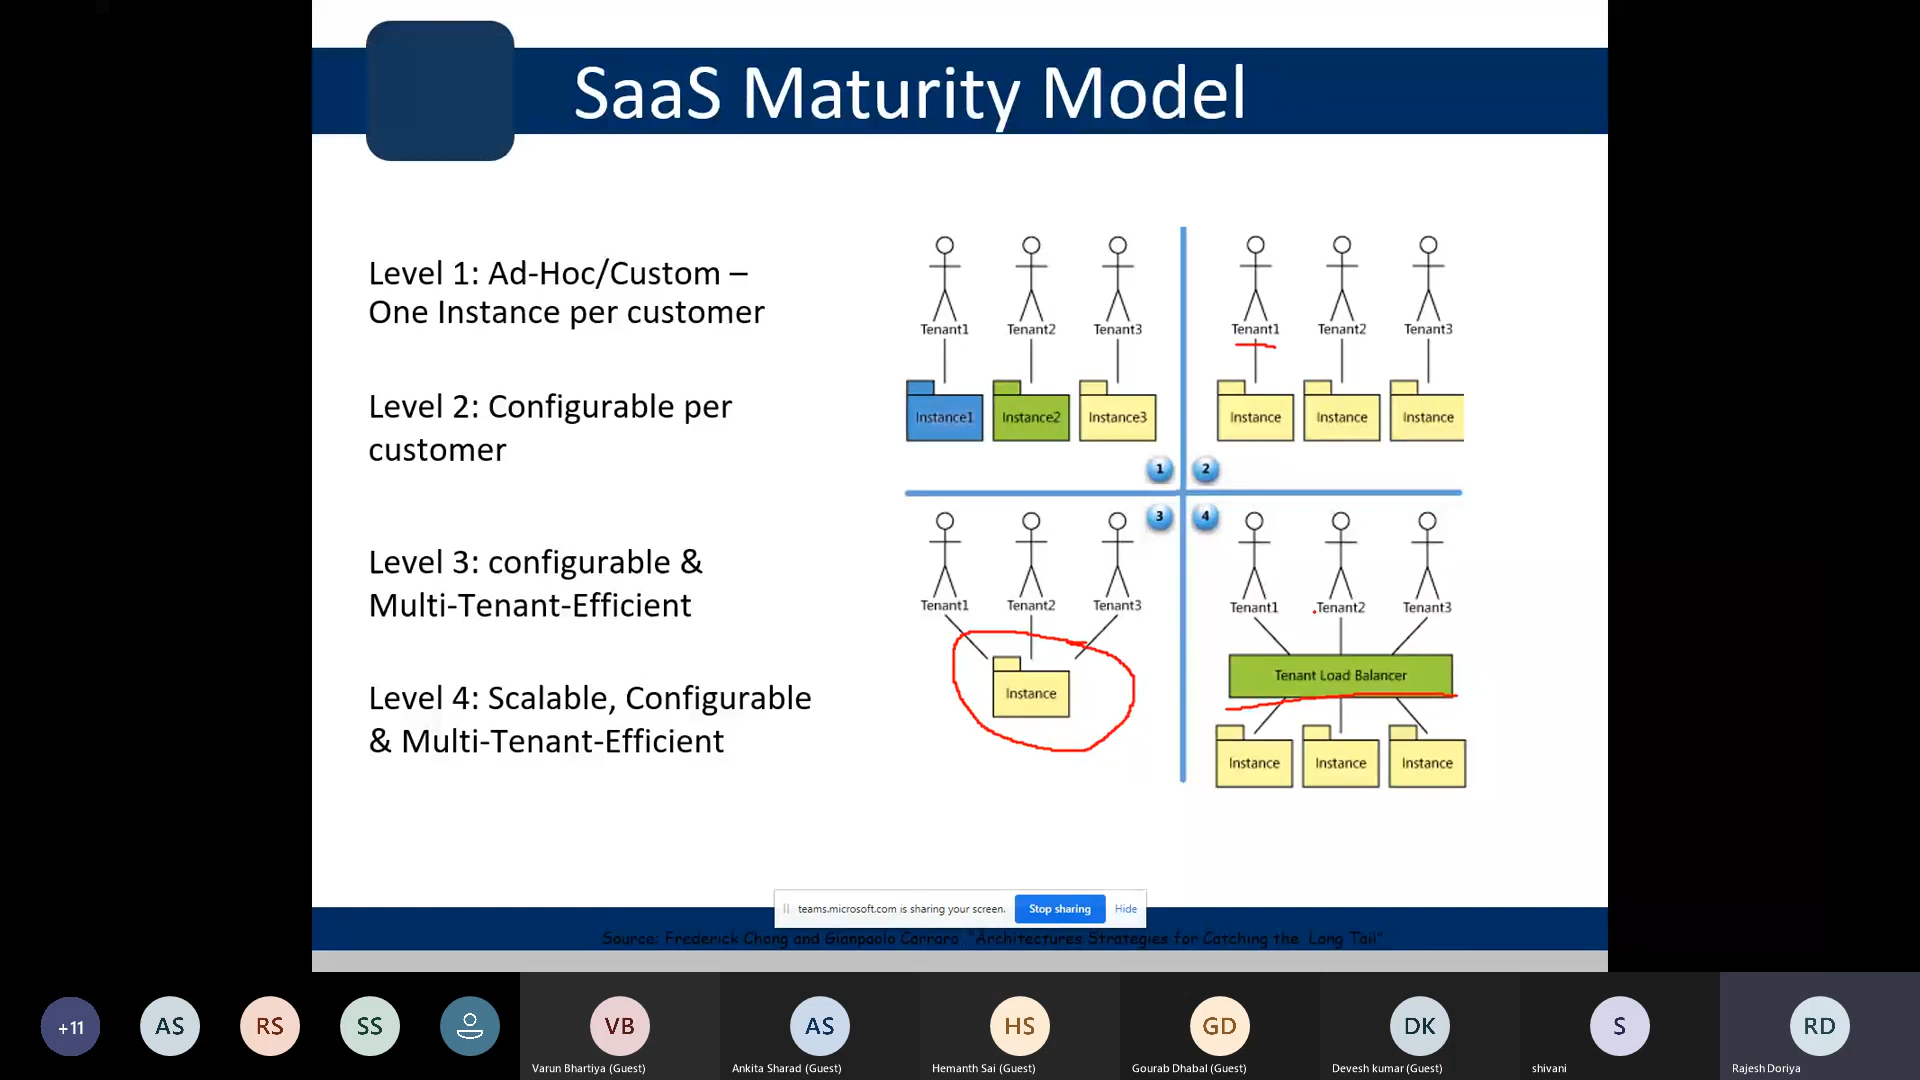 SaaS Maturity Model
Level 1: Ad-Hoc/Custom –
One Instance per customer
Level 2: Configurable per
customer
Level 3: configurable &
Multi-Tenant-Efficient
Level 4: Scalable, Configurable
& Multi-Tenant-Efficient
Tenant1 Tenant2 Tenant3
Instance1 Instance2 Instance3
1
Tenant1 Tenant2 Tenant3
Instance Instance Instance
2
3
Tenant1 Tenant2 Tenant3
Instance
4
Tenant1 Tenant2 Tenant3
Tenant Load Balancer
Instance Instance Instance
teams.microsoft.com is sharing your screen. Stop sharing Hide
Source: Frederick Chong and Gianpaolo Carraro, "Architectures Strategies for Catching the Long Tail"
+11 AS RS SS VB AS HS GD DK S RD
Varun Bhartiya (Guest) Ankita Sharad (Guest) Hemanth Sai (Guest) Gourab Dhabal (Guest) Devesh kumar (Guest) shivani Rajesh Doriya